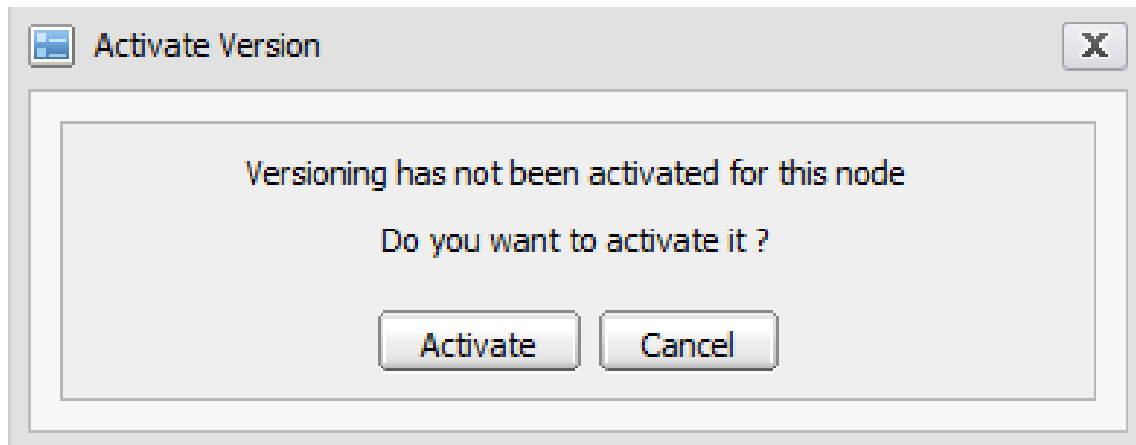 Activate Version
X
Versioning has not been activated for this node
Do you want to activate it ?
Activate
Cancel